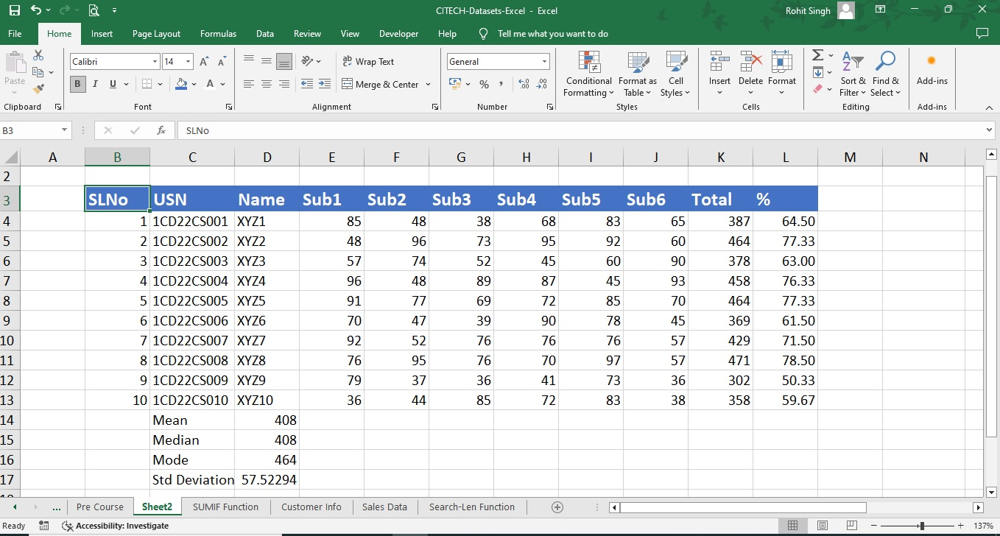 CITECH-Datasets-Excel - Excel
Rohit Singh
File Home Insert Page Layout Formulas Data Review View Developer Help Tell me what you want to do
Paste
Clipboard
Calibri 14
B I U
Font
ab Wrap Text
Merge & Center
Alignment
General
% ,
Number
Conditional Formatting
Format as Table
Cell Styles
Styles
Insert Delete Format
Cells
Sort & Filter
Find & Select
Editing
Add-ins
Add-ins
B3 fx SLNo
A B C D E F G H I J K L M N
2
3 SLNo USN Name Sub1 Sub2 Sub3 Sub4 Sub5 Sub6 Total %
4 1 1CD22CS001 XYZ1 85 48 38 68 83 65 387 64.50
5 2 1CD22CS002 XYZ2 48 96 73 95 92 60 464 77.33
6 3 1CD22CS003 XYZ3 57 74 52 45 60 90 378 63.00
7 4 1CD22CS004 XYZ4 96 48 89 87 45 93 458 76.33
8 5 1CD22CS005 XYZ5 91 77 69 72 85 70 464 77.33
9 6 1CD22CS006 XYZ6 70 47 39 90 78 45 369 61.50
10 7 1CD22CS007 XYZ7 92 52 76 76 76 57 429 71.50
11 8 1CD22CS008 XYZ8 76 95 76 70 97 57 471 78.50
12 9 1CD22CS009 XYZ9 79 37 36 41 73 36 302 50.33
13 10 1CD22CS010 XYZ10 36 44 85 72 83 38 358 59.67
14 Mean 408
15 Median 408
16 Mode 464
17 Std Deviation 57.52294
... Pre Course Sheet2 SUMIF Function Customer Info Sales Data Search-Len Function
Ready Accessibility: Investigate 137%